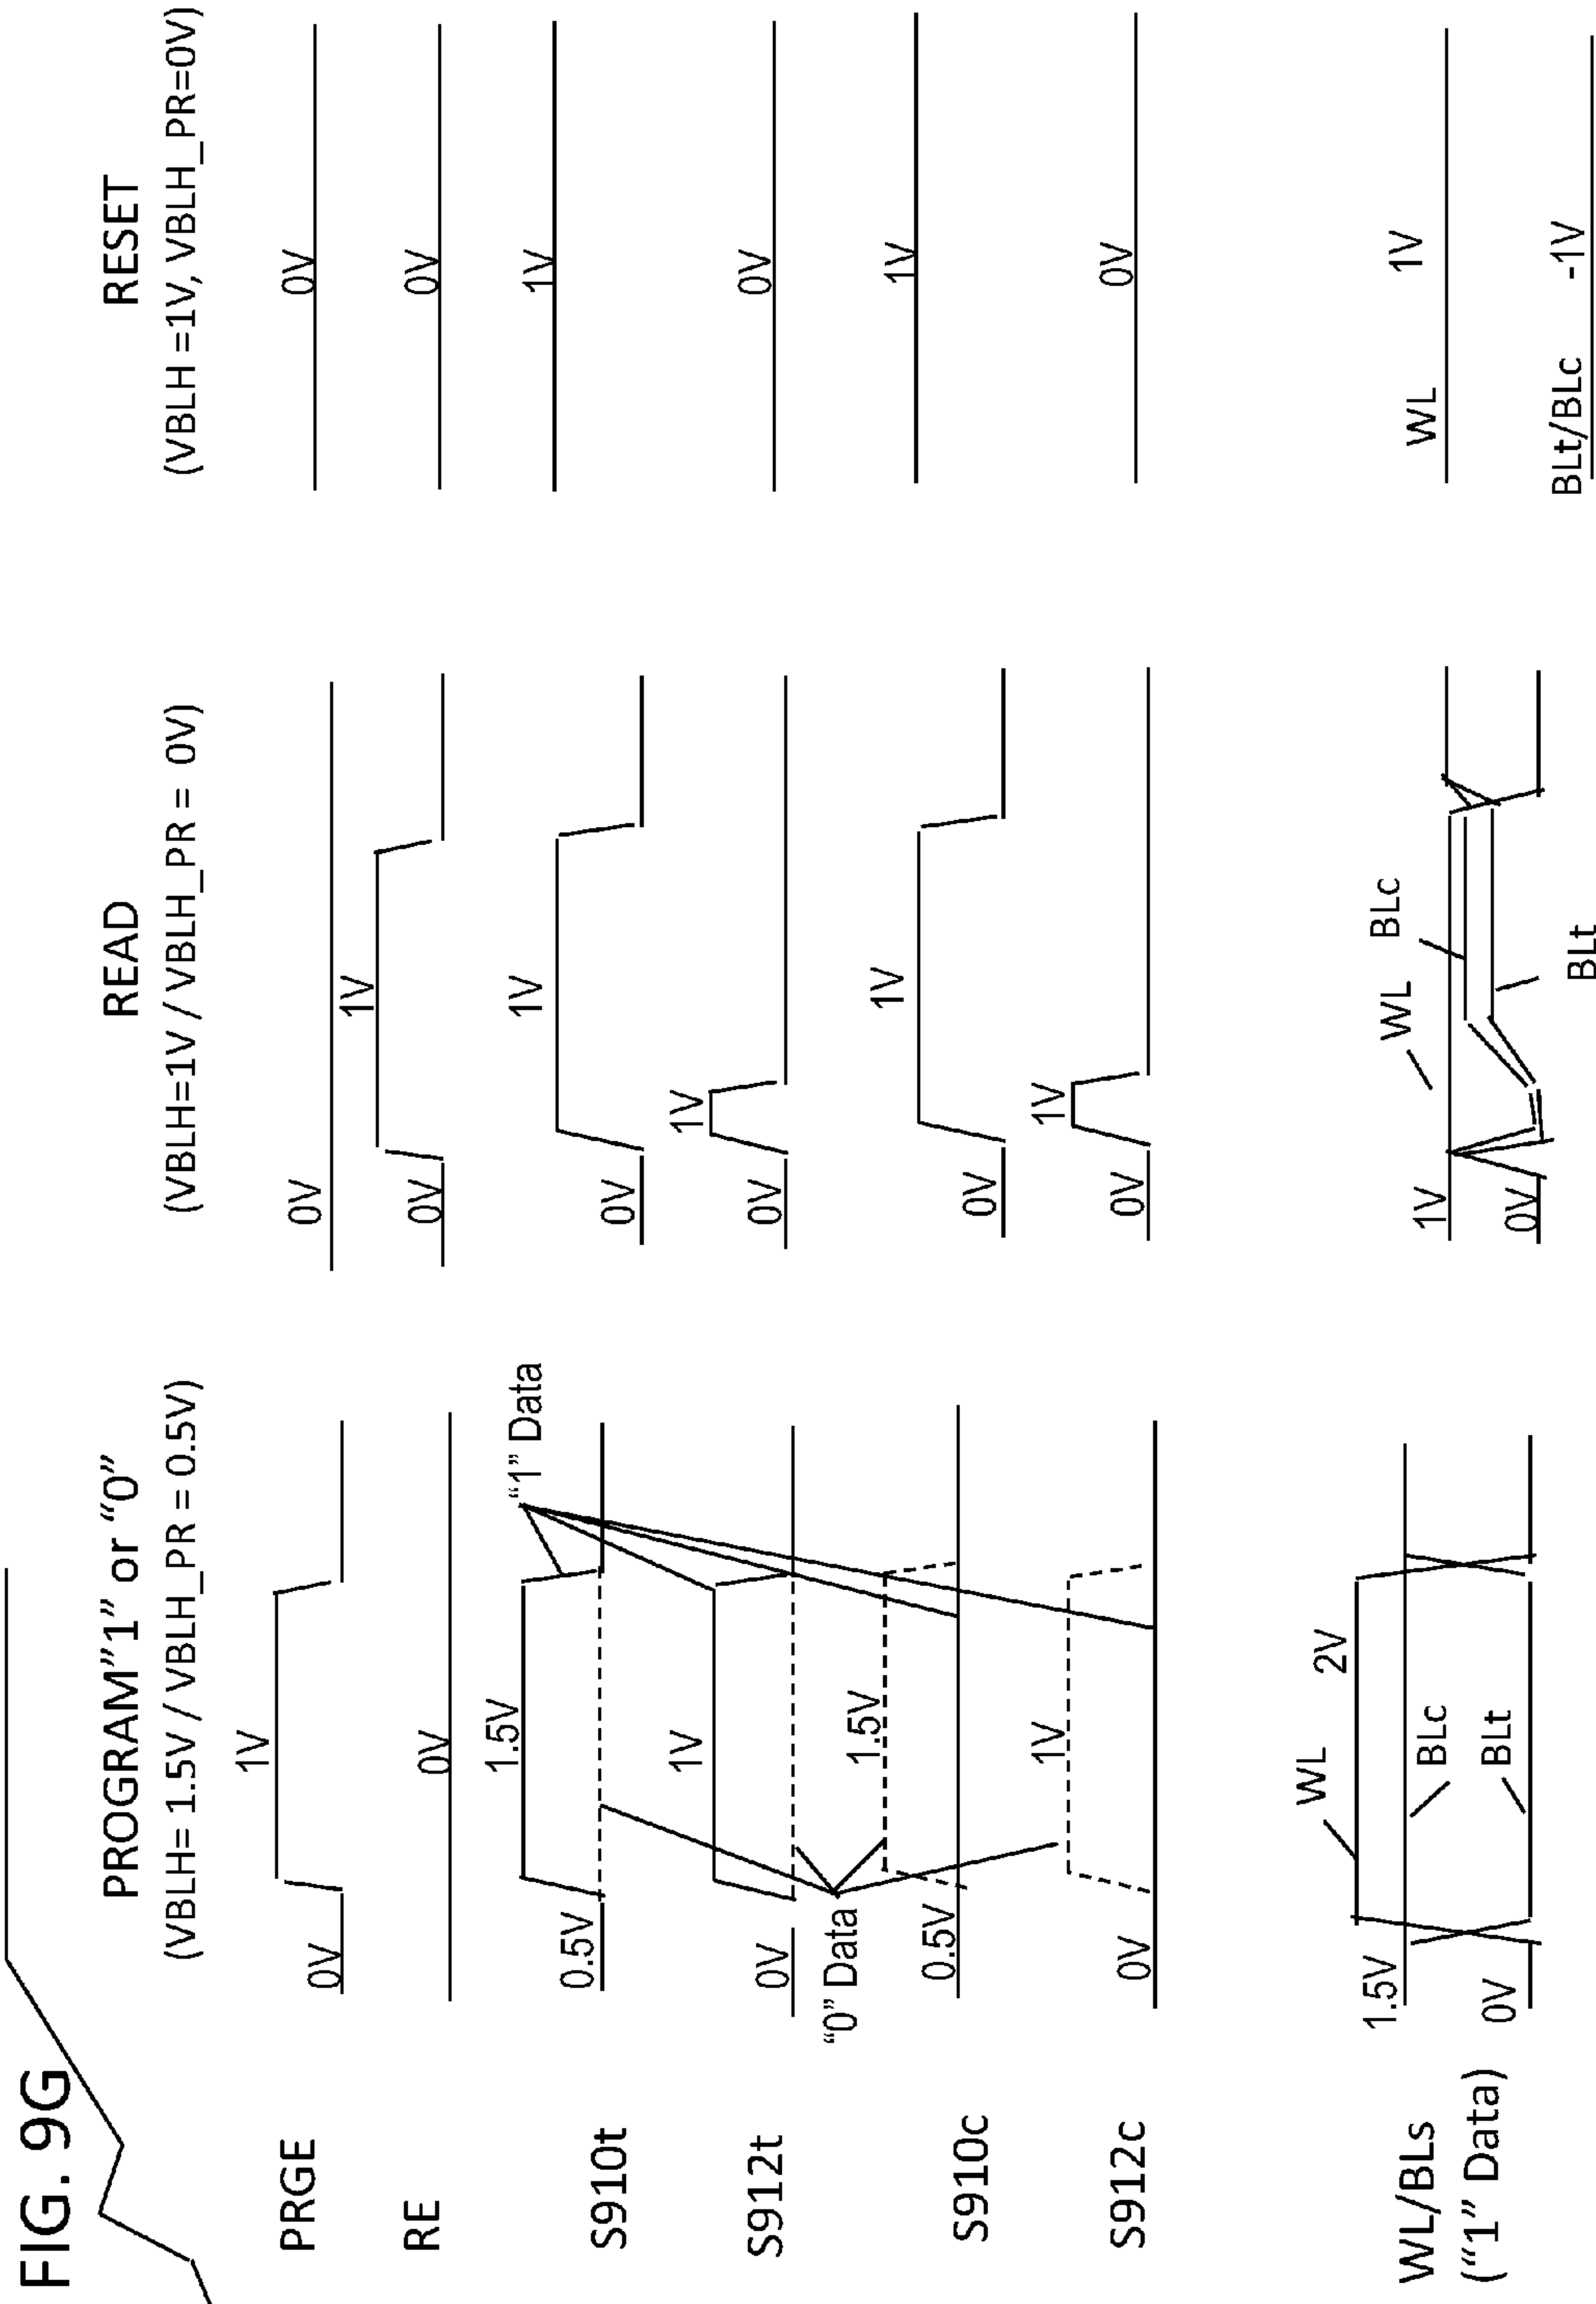 FIG. 9G
PROGRAM"1" or "0"
(VBLH= 1.5V / VBLH_PR = 0.5V)
READ
(VBLH=1V / VBLH_PR = 0V)
RESET
(VBLH =1V, VBLH_PR=0V)
PRGE
0V
1V
0V
0V
RE
0V
0V
1V
0V
S910t
0.5V
1.5V
"1" Data
0V
1V
1V
S912t
0V
1V
0V
1V
0V
"0" Data
S910c
0.5V
1.5V
0V
1V
1V
S912c
0V
1V
0V
1V
0V
WL/BLs
("1" Data)
1.5V
0V
WL
2V
BLc
BLt
1V
0V
WL
BLc
BLt
WL
1V
BLt/BLc
-1V